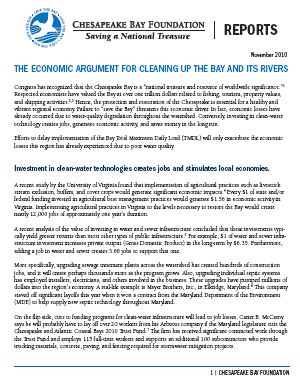 CHESAPEAKE BAY FOUNDATION
Saving a National Treasure
REPORTS
November 2010
THE ECONOMIC ARGUMENT FOR CLEANING UP THE BAY AND ITS RIVERS
Congress has recognized that the Chesapeake Bay is a "national treasure and resource of worldwide significance."1
Respected economists have valued the Bay at over one trillion dollars related to fishing, tourism, property values,
and shipping activities.2,3 Hence, the protection and restoration of the Chesapeake is essential for a healthy and
vibrant regional economy. Failure to "save the Bay" threatens this economic driver. In fact, economic losses have
already occurred due to water-quality degradation throughout the watershed. Conversely, investing in clean-water
technology creates jobs, generates economic activity, and saves money in the long run.
Efforts to delay implementation of the Bay Total Maximum Daily Load (TMDL) will only exacerbate the economic
losses this region has already experienced due to poor water quality.
Investment in clean-water technologies creates jobs and stimulates local economies.
A recent study by the University of Virginia found that implementation of agricultural practices such as livestock
stream exclusion, buffers, and cover crops would generate significant economic impacts. "Every $1 of state and/or
federal funding invested in agricultural best management practices would generate $1.56 in economic activity in
Virginia. Implementing agricultural practices in Virginia to the levels necessary to restore the Bay would create
nearly 12,000 jobs of approximately one year's duration.
A recent analysis of the value of investing in water and sewer infrastructure concluded that these investments typi-
cally yield greater returns than most other types of public infrastructure. For example, $1 of water and sewer infra-
structure investment increases private output (Gross Domestic Product) in the long-term by $6.35. Furthermore,
adding a job in water and sewer creates 3.68 jobs to support that one.
More specifically, upgrading sewage treatment plants across the watershed has created hundreds of construction
jobs, and it will create perhaps thousands more as the program grows. Also, upgrading individual septic systems
has employed installers, electricians, and others involved in the business. These upgrades have pumped millions of
dollars into the region's economy. A real-life example is Mayer Brothers, Inc., in Elkridge, Maryland. This company
staved off significant layoffs this year when it won a contract from the Maryland Department of the Environment
(MDE) to help supply new septic technology throughout Maryland.
On the flip side, cuts to funding programs for clean-water infrastructure will lead to job losses. Carter B. McCamy
says he will probably have to lay off over 20 workers from his Arbutus company if the Maryland legislature cuts the
Chesapeake and Atlantic Coastal Bays 2010 Trust Fund. The firm has received significant contracted work through
the Trust Fund and employs 115 full-time workers and supports an additional 100 subcontractors who provide
trucking materials, concrete, paving, and fencing required for stormwater mitigation projects.
1 | CHESAPEAKE BAY FOUNDATION